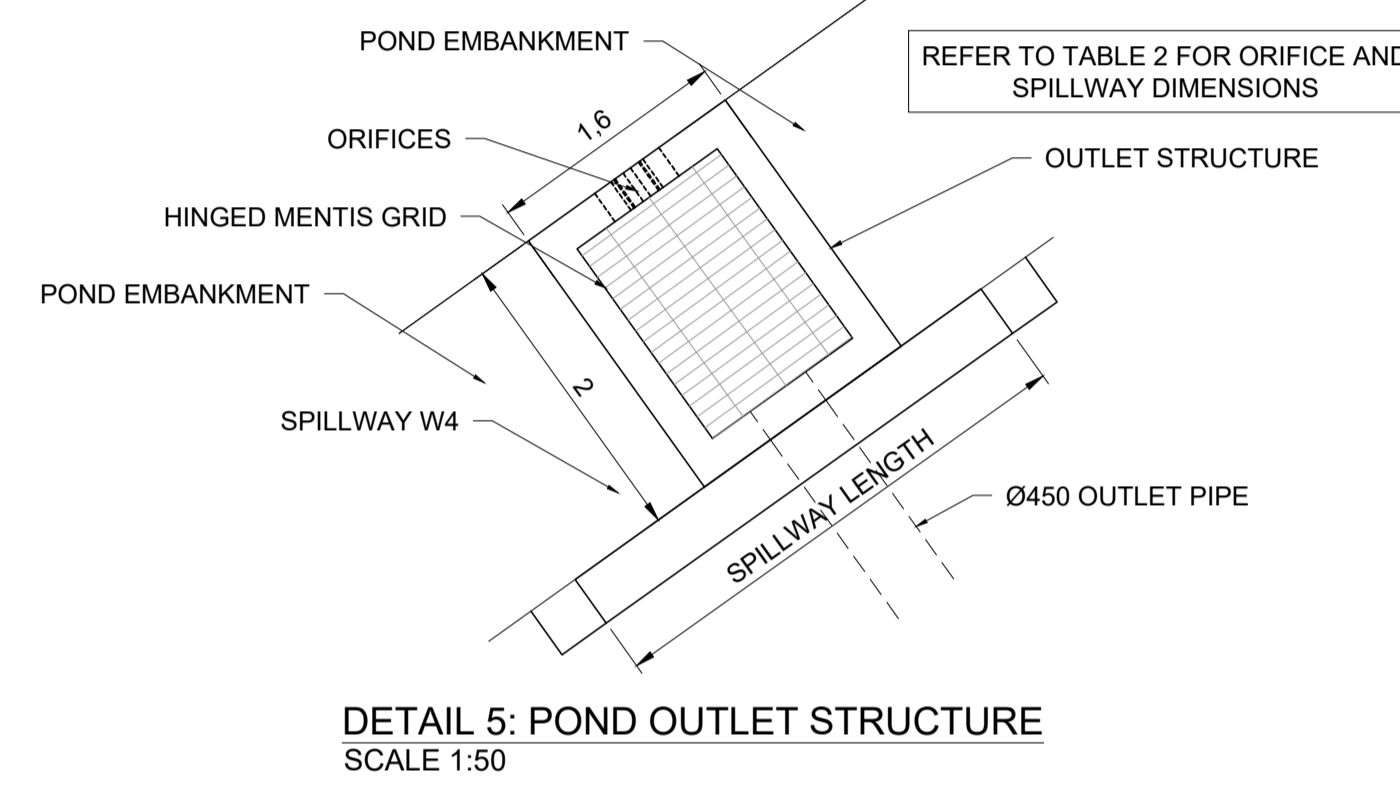 POND EMBANKMENT
REFER TO TABLE 2 FOR ORIFICE AND
SPILLWAY DIMENSIONS
1,6
ORIFICES
OUTLET STRUCTURE
HINGED MENTIS GRID
POND EMBANKMENT
2
SPILLWAY W4
SPILLWAY LENGTH
Ø450 OUTLET PIPE
DETAIL 5: POND OUTLET STRUCTURE
SCALE 1:50